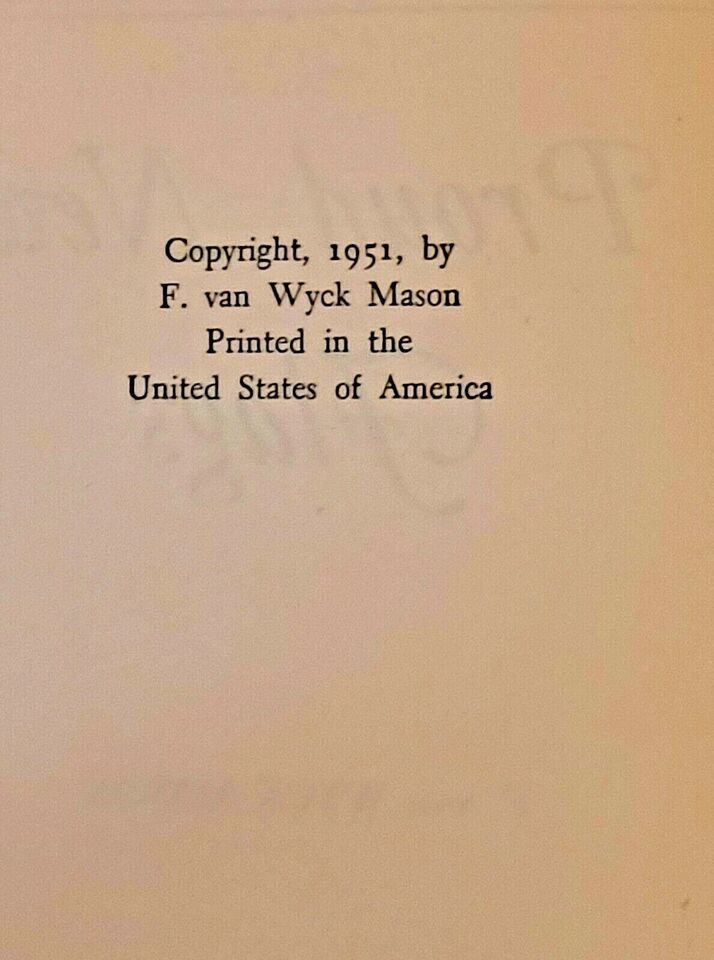 Copyright, 1951, by
F. van Wyck Mason
Printed in the
United States of America